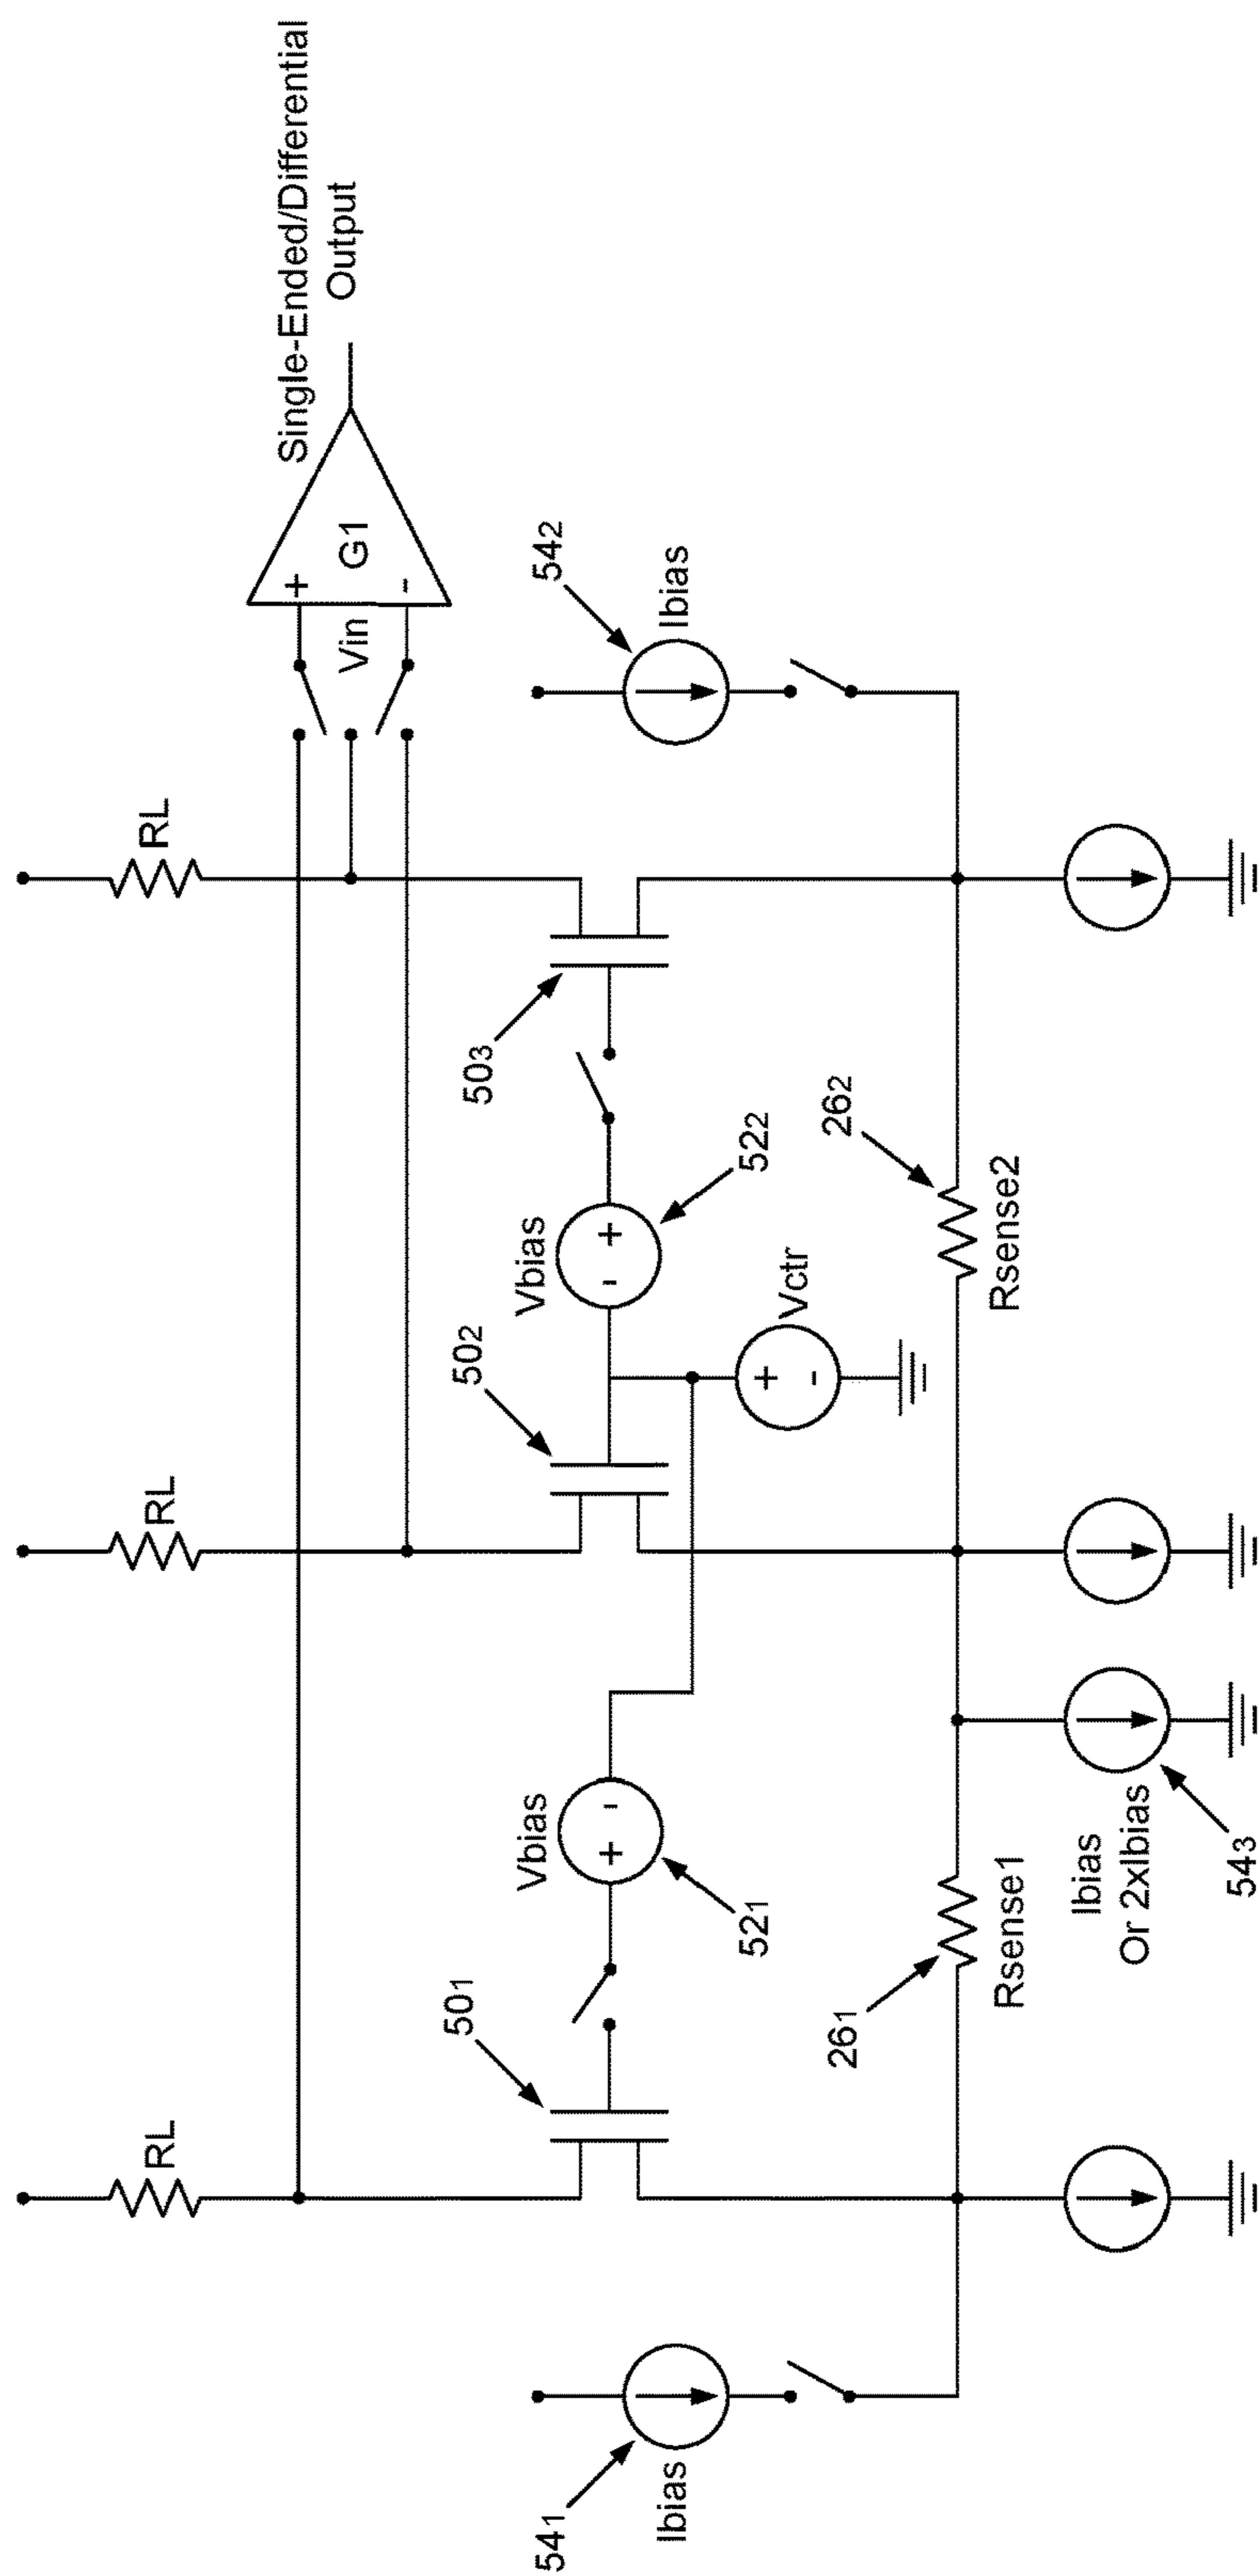 Single-Ended/Differential
Output
RL
RL
RL
+
G1
-
Vin
501
502
503
542
Ibias
541
Ibias
Vbias
+ -
521
Vbias
- +
522
Vctr
+
-
261
Rsense1
262
Rsense2
Ibias
Or 2xIbias
543